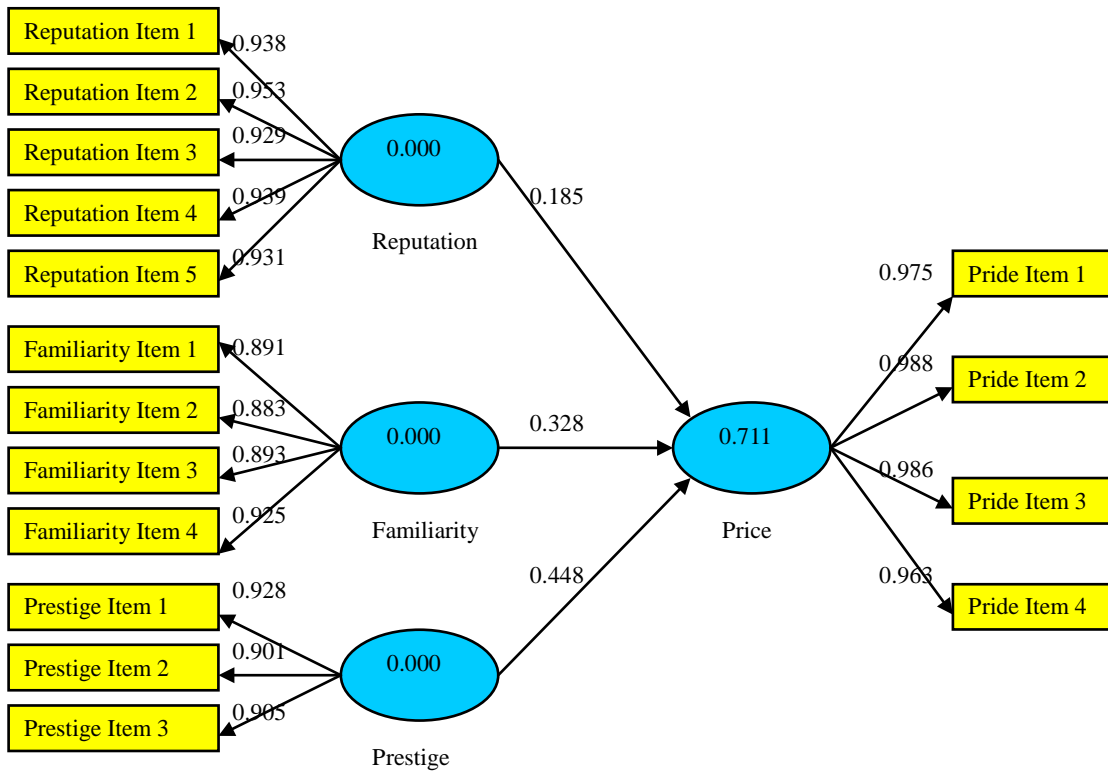 Reputation Item 1
0.938
Reputation Item 2
0.953
Reputation Item 3
0.929
Reputation Item 4
0.939
Reputation Item 5
0.931
0.000
Reputation
0.185
Familiarity Item 1
0.891
Familiarity Item 2
0.883
Familiarity Item 3
0.893
Familiarity Item 4
0.925
0.000
Familiarity
0.328
Prestige Item 1
0.928
Prestige Item 2
0.901
Prestige Item 3
0.905
0.000
Prestige
0.448
0.711
Price
0.975
Pride Item 1
0.988
Pride Item 2
0.986
Pride Item 3
0.963
Pride Item 4